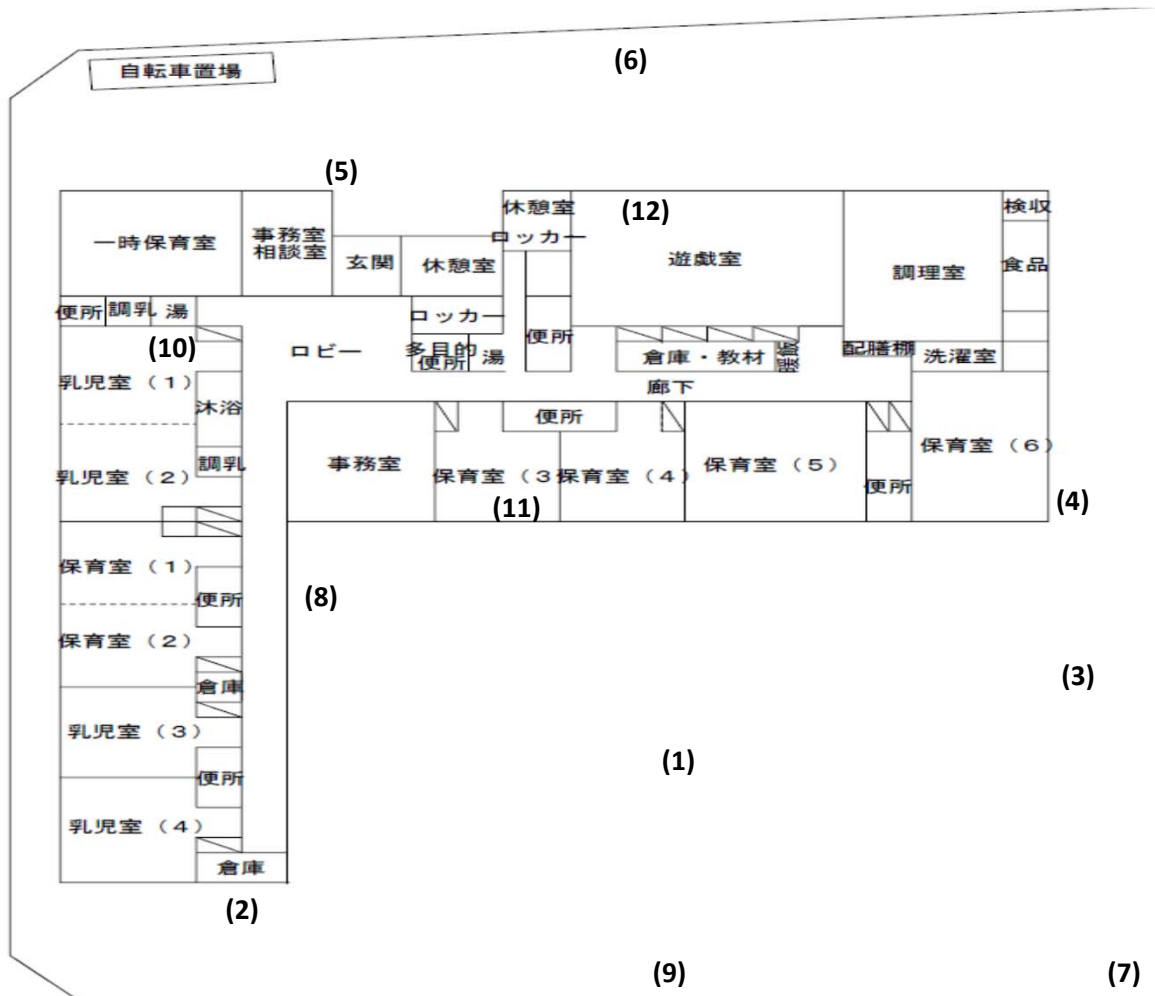 (6)
自転車置場
(5)
休憩室
(12)
検収
一時保育室
事務室
相談室
玄関
休憩室
ロッカー
遊戯室
調理室
食品
便所
調乳
湯
ロッカー
(10)
ロビー
多目的
便所
湯
便所
倉庫・教材
配膳棚
洗濯室
乳児室（1）
沐浴
廊下
便所
調乳
事務室
保育室（3
保育室（4）
保育室（5）
保育室（6）
乳児室（2）
便所
(11)
(4)
保育室（1）
便所
(8)
保育室（2）
倉庫
(3)
乳児室（3）
(1)
便所
乳児室（4）
倉庫
(2)
(9)
(7)